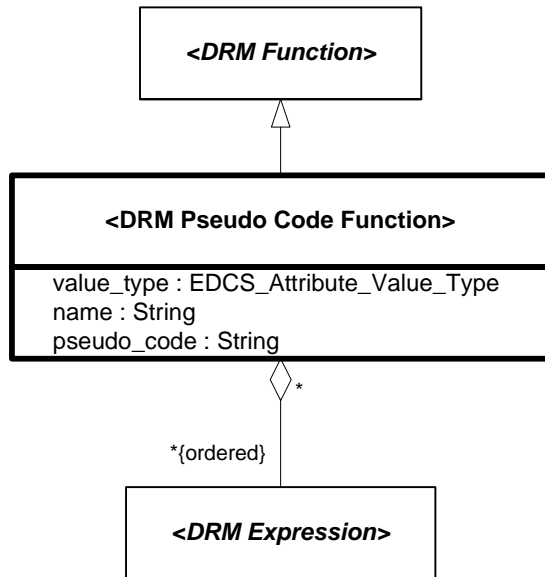 <DRM Function>
<DRM Pseudo Code Function>
value_type : EDCS_Attribute_Value_Type
name : String
pseudo_code : String
*
*{ordered}
<DRM Expression>